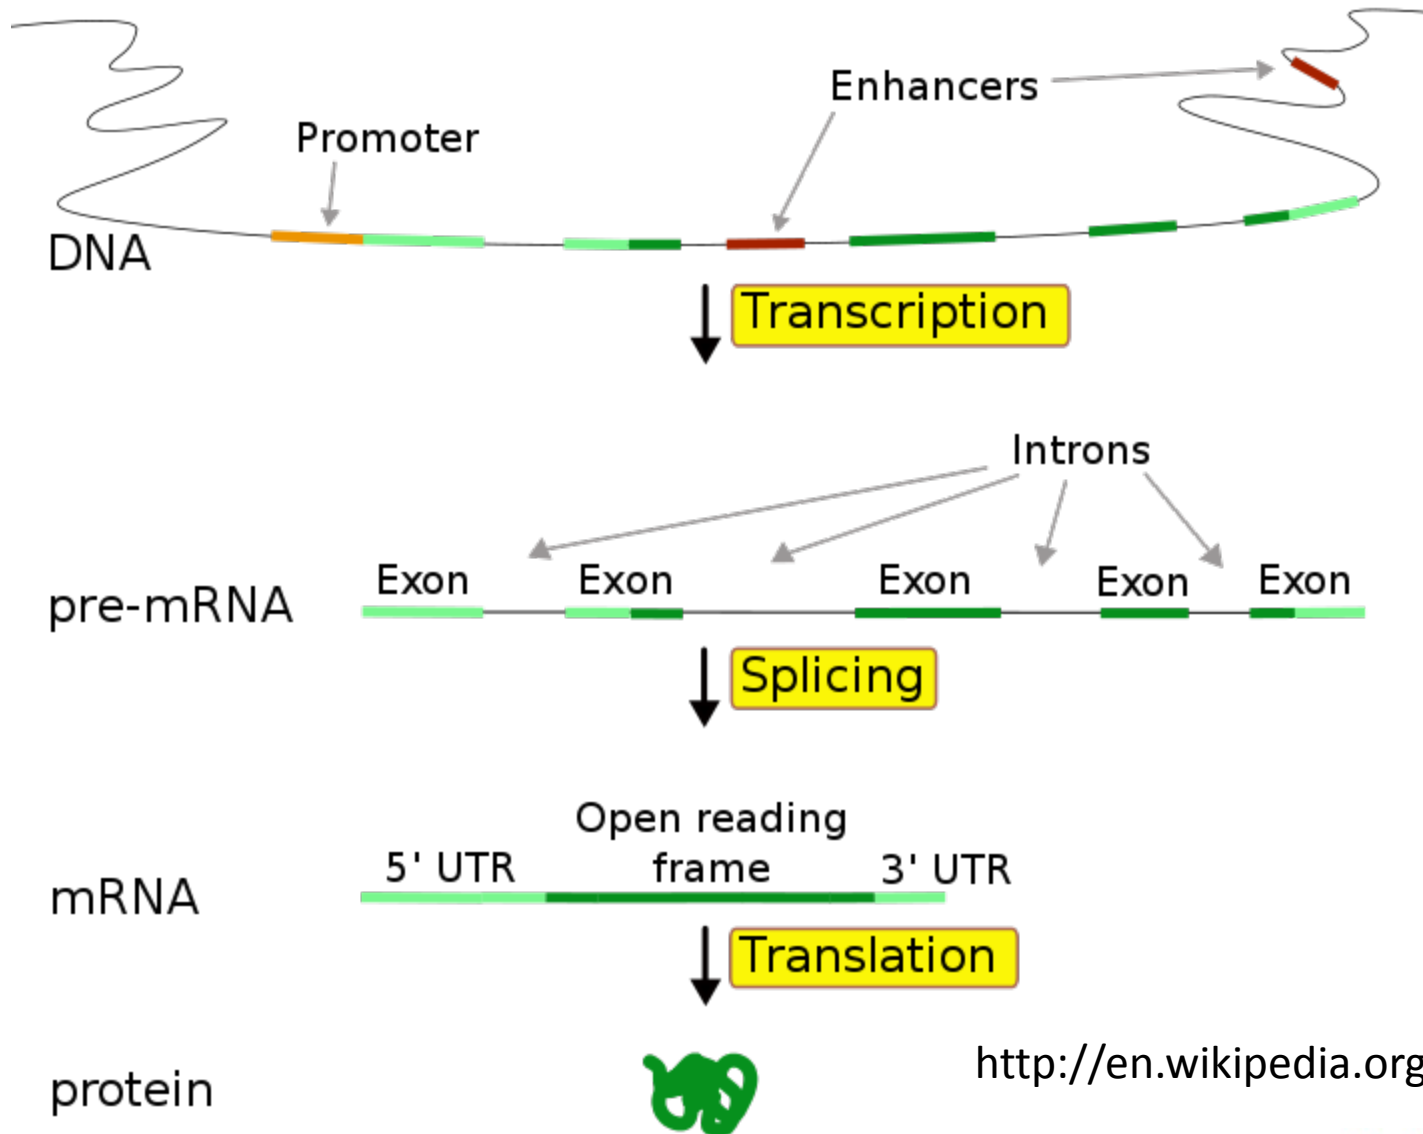 Enhancers
Promoter
DNA
Transcription
Introns
Exon Exon Exon Exon Exon
pre-mRNA
Splicing
Open reading
5' UTR frame 3' UTR
mRNA
Translation
http://en.wikipedia.org
protein